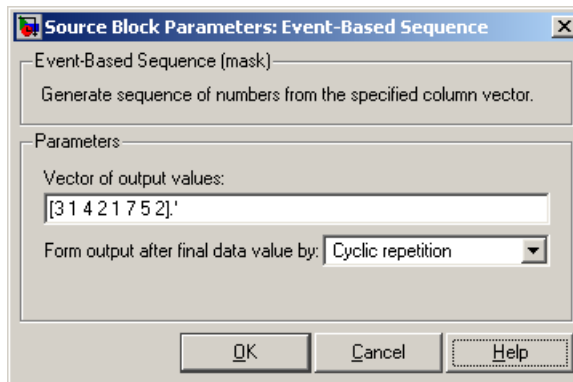 Source Block Parameters: Event-Based Sequence
Event-Based Sequence (mask)
Generate sequence of numbers from the specified column vector.
Parameters
Vector of output values:
[3 1 4 2 1 7 5 2].'
Form output after final data value by: Cyclic repetition
OK Cancel Help